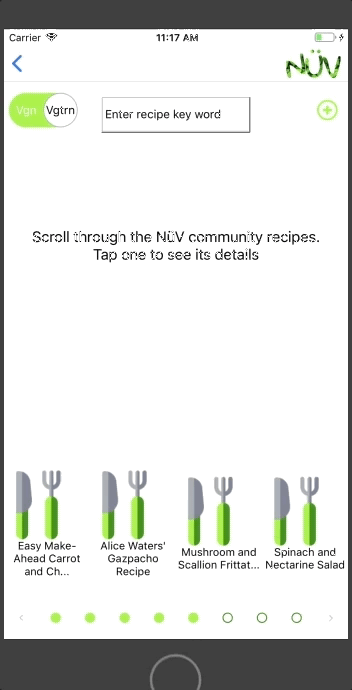 Carrier 11:17 AM
NÜV
Vgn Vgtrn
Enter recipe key word
Scroll through the NüV community recipes.
Tap one to see its details
Easy Make-
Ahead Carrot
and Ch...
Alice Waters'
Gazpacho
Recipe
Mushroom and
Scallion Frittat...
Spinach and
Nectarine Salad